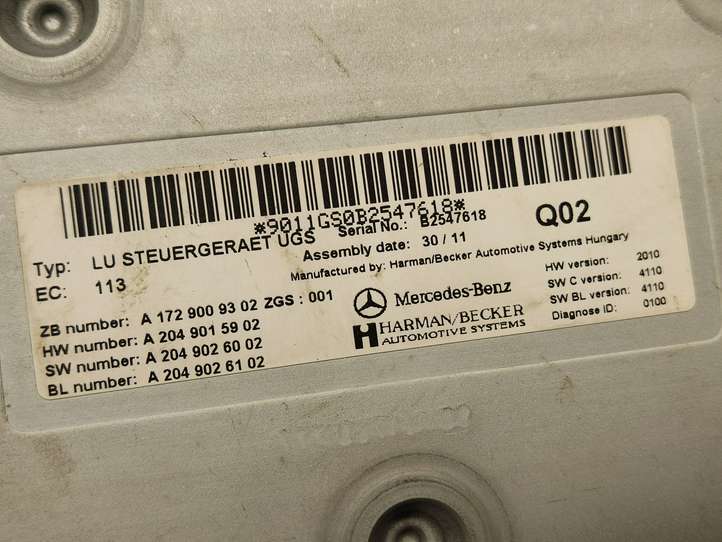 *9011GS0B2547618*
Typ: LU STEUERGERAET UGS Serial No.: B2547618 Q02
EC: 113 Assembly date: 30 / 11
Manufactured by: Harman/Becker Automotive Systems Hungary
ZB number: A 172 900 93 02 ZGS : 001
HW number: A 204 901 59 02
SW number: A 204 902 60 02
BL number: A 204 902 61 02
Mercedes-Benz
HARMAN/BECKER
AUTOMOTIVE SYSTEMS
HW version: 2010
SW C version: 4110
SW BL version: 4110
Diagnose ID: 0100